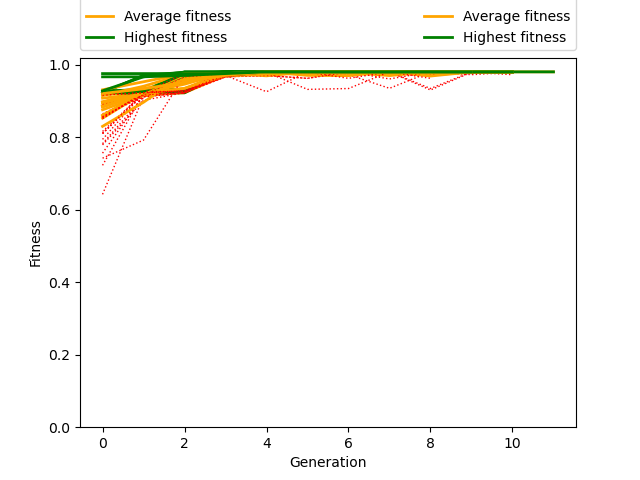 Average fitness Average fitness
Highest fitness Highest fitness
1.0
0.8
0.6
0.4
0.2
0.0
Fitness
0 2 4 6 8 10
Generation